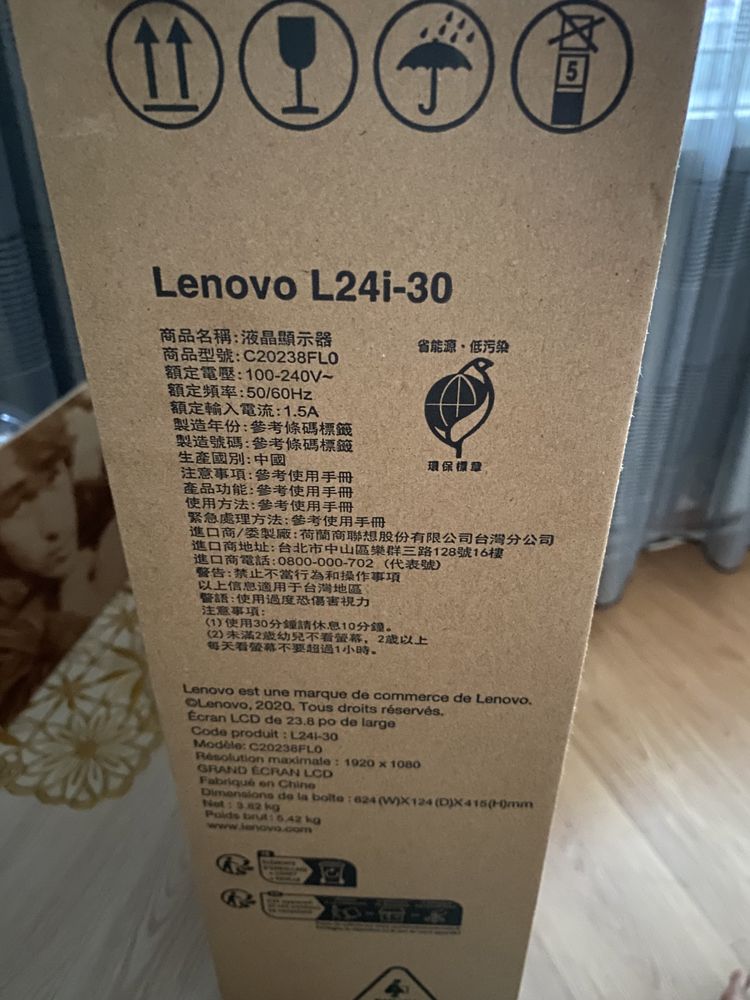 5
Lenovo L24i-30
商品名稱:液晶顯示器
商品型號:C20238FL0
額定電壓:100-240V~
額定頻率:50/60Hz
額定輸入電流:1.5A
製造年份:參考條碼標籤
製造號碼:參考條碼標籤
生產國別:中國
注意事項:參考使用手冊
產品功能:參考使用手冊
使用方法:參考使用手冊
緊急處理方法:參考使用手冊
進口商/委製廠:荷蘭商聯想股份有限公司台灣分公司
進口商地址:台北市中山區樂群三路128號16樓
進口商電話:0800-000-702 (代表號)
警告:禁止不當行為和操作事項
以上信息適用于台灣地區
警語:使用過度恐傷害視力
注意事項:
(1) 使用30分鐘請休息10分鐘。
(2) 未滿2歲幼兒不看螢幕，2歲以上
每天看螢幕不要超過1小時。
省能源・低污染
環保標章
Lenovo est une marque de commerce de Lenovo.
©Lenovo, 2020. Tous droits réservés.
Écran LCD de 23.8 po de large
Code produit : L24i-30
Modèle: C20238FL0
Résolution maximale : 1920 x 1080
GRAND ÉCRAN LCD
Fabriqué en Chine
Dimensions de la boîte : 624 (W)X124 (D)X415(H)mm
Net : 3.82 kg
Poids brut : 5.42 kg
www.lenovo.com